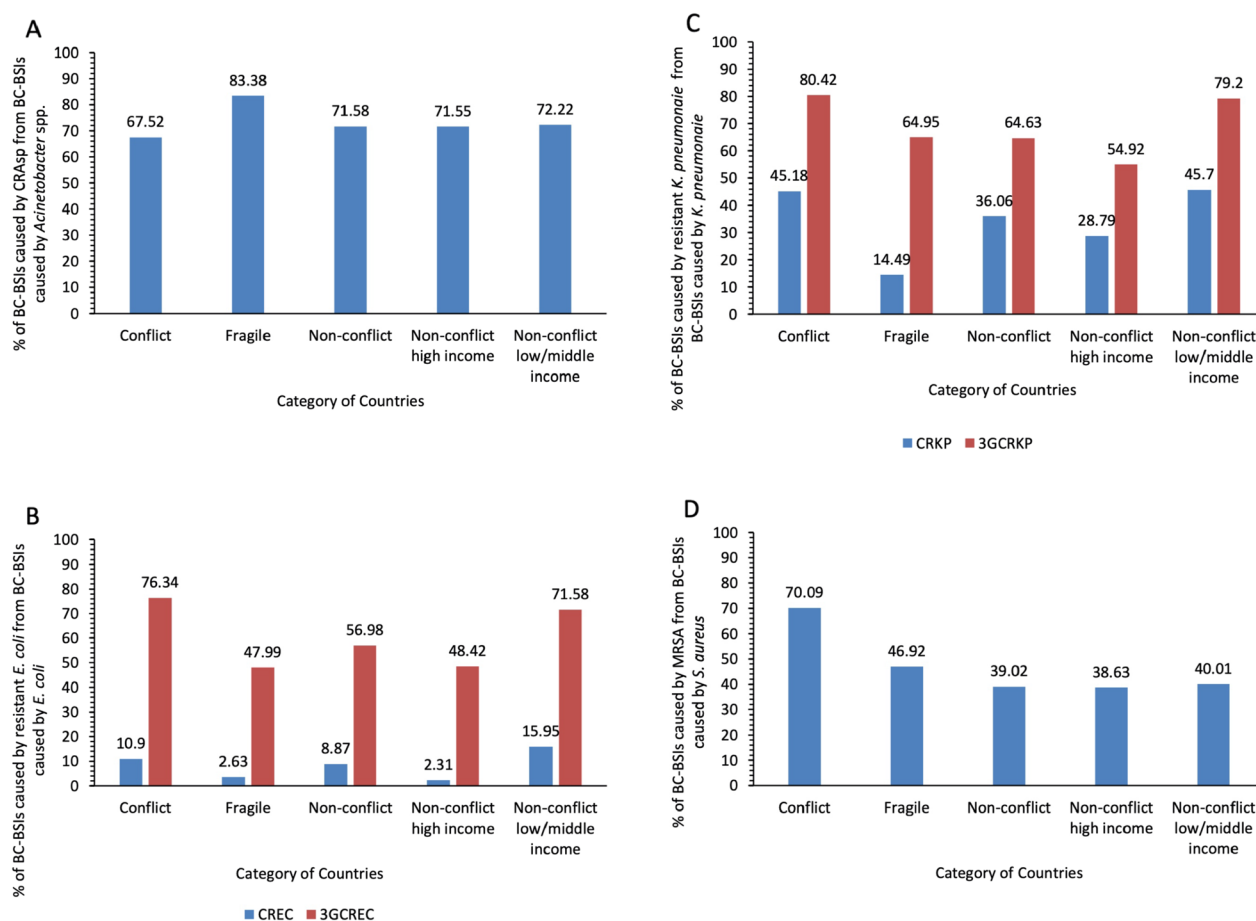 A
% of BC-BSIs caused by CRAsp from BC-BSIs
caused by Acinetobacter spp.
100
90
80
70
60
50
40
30
20
10
0
67.52
83.38
71.58
71.55
72.22
Conflict
Fragile
Non-conflict
Non-conflict
high income
Non-conflict
low/middle
income
Category of Countries
C
% of BC-BSIs caused by resistant K. pneumonaie from
BC-BSIs caused by K. pneumoniae
100
90
80
70
60
50
40
30
20
10
0
45.18
80.42
14.49
64.95
36.06
64.63
28.79
54.92
45.7
79.2
Conflict
Fragile
Non-conflict
Non-conflict
high income
Non-conflict
low/middle
income
Category of Countries
CRKP
3GCRKP
B
% of BC-BSIs caused by resistant E. coli from BC-BSIs
caused by E. coli
100
90
80
70
60
50
40
30
20
10
0
10.9
76.34
2.63
47.99
8.87
56.98
2.31
48.42
15.95
71.58
Conflict
Fragile
Non-conflict
Non-conflict
high income
Non-conflict
low/middle
income
Category of Countries
CREC
3GCREC
D
% of BC-BSIs caused by MRSA from BC-BSIs
caused by S. aureus
100
90
80
70
60
50
40
30
20
10
0
70.09
46.92
39.02
38.63
40.01
Conflict
Fragile
Non-conflict
Non-conflict
high income
Non-conflict
low/middle
income
Category of Countries